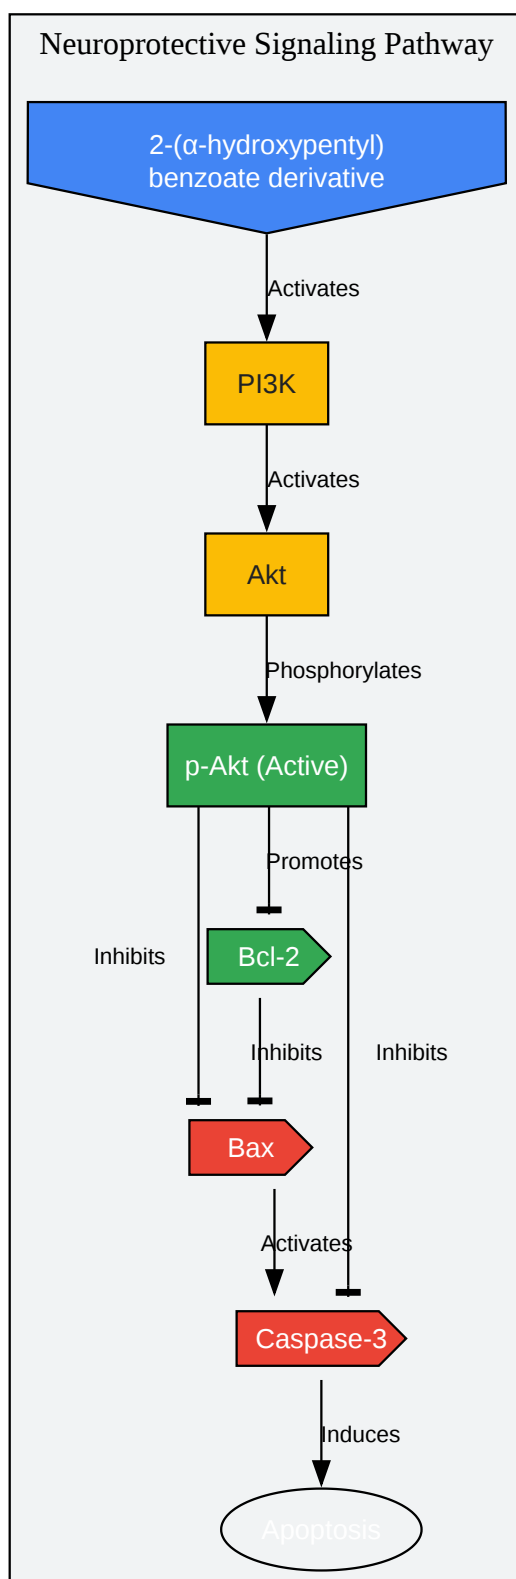 Neuroprotective Signaling Pathway
2-(α-hydroxypentyl)
benzoate derivative
Activates
PI3K
Activates
Akt
Phosphorylates
p-Akt (Active)
Promotes
Inhibits
Bcl-2
Inhibits
Inhibits
Bax
Activates
Caspase-3
Induces
Apoptosis